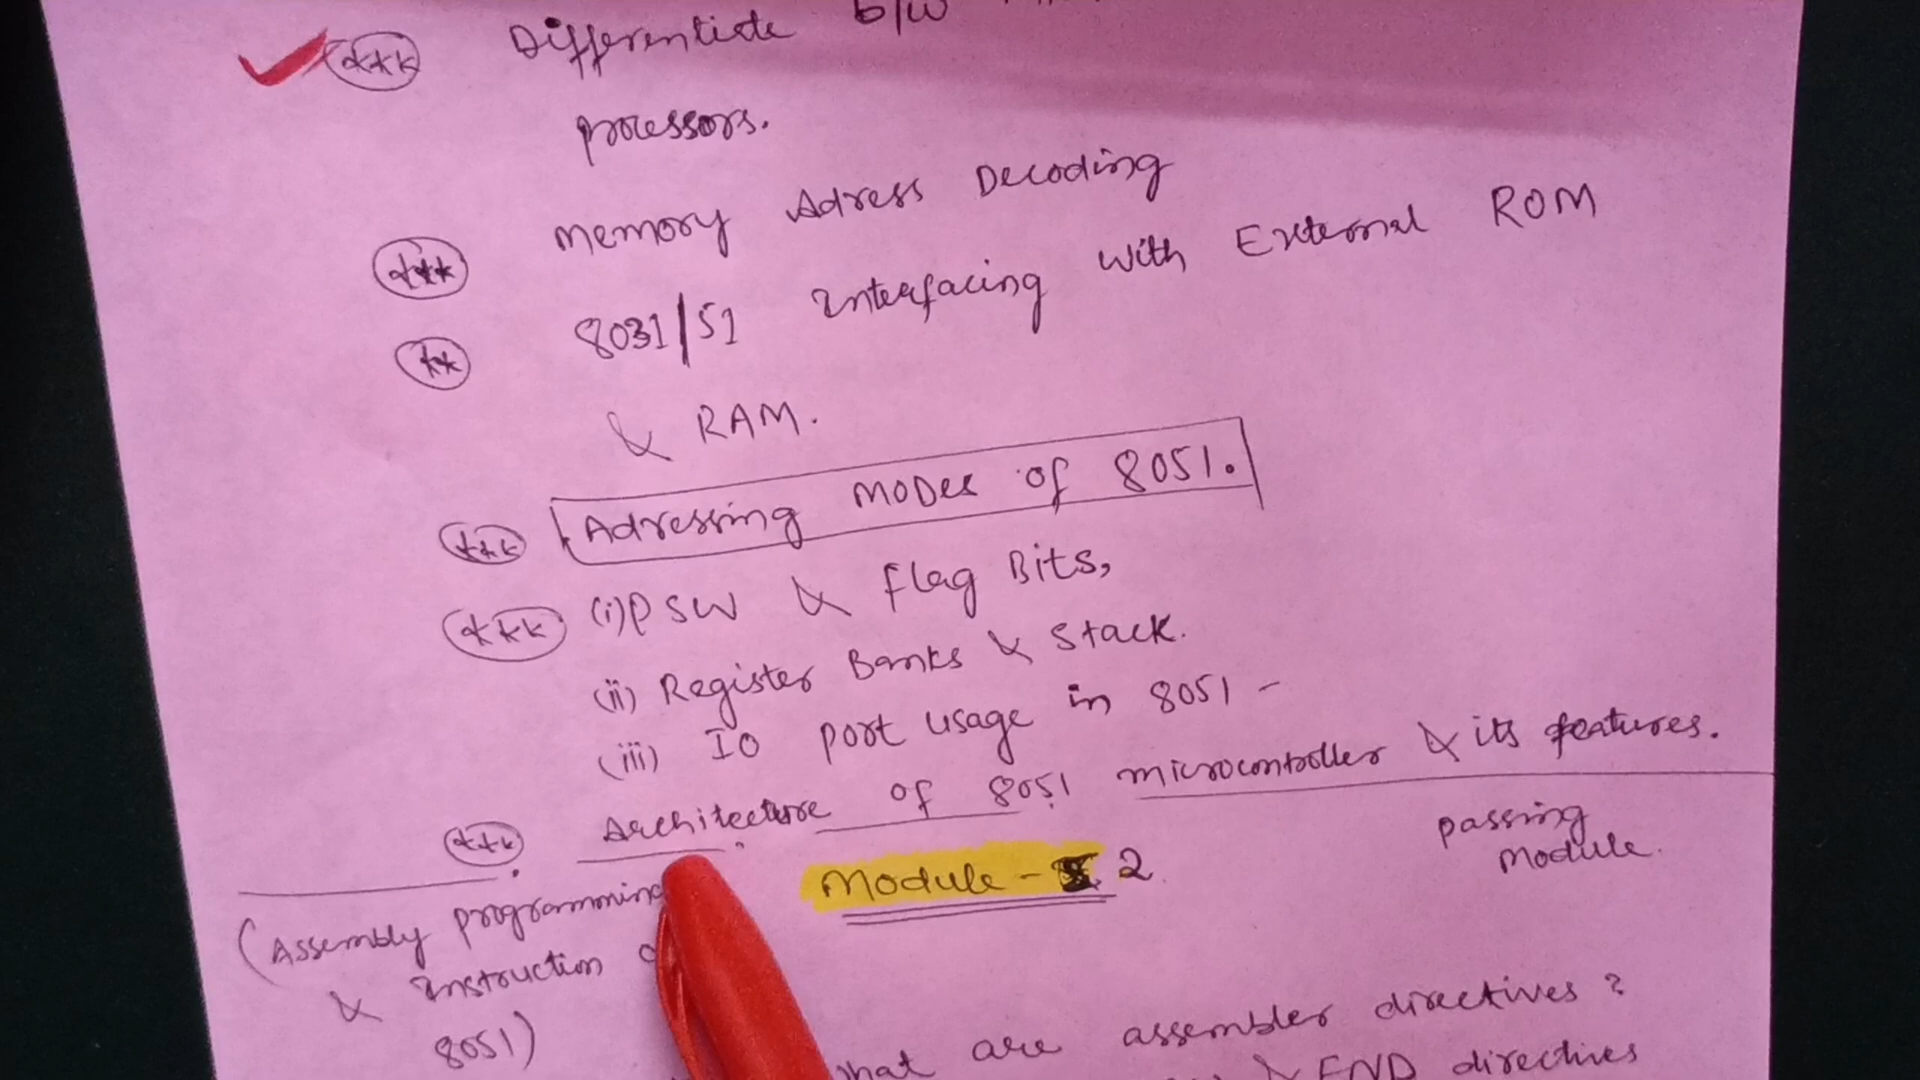 *** Differentiate b/w
processors.
*** Memory Adress Decoding
** 8031/51 Interfacing with External ROM
& RAM.
*** Adressing Modes of 8051.
*** (i) PSW & Flag Bits,
(ii) Register Banks & Stack.
(iii) IO port usage in 8051 -
*** Architecture of 8051 microcontroller & its features.
Module - 2 passing
Module.
(Assembly programming
& Instruction
8051)
are assembler directives ?
& END directives